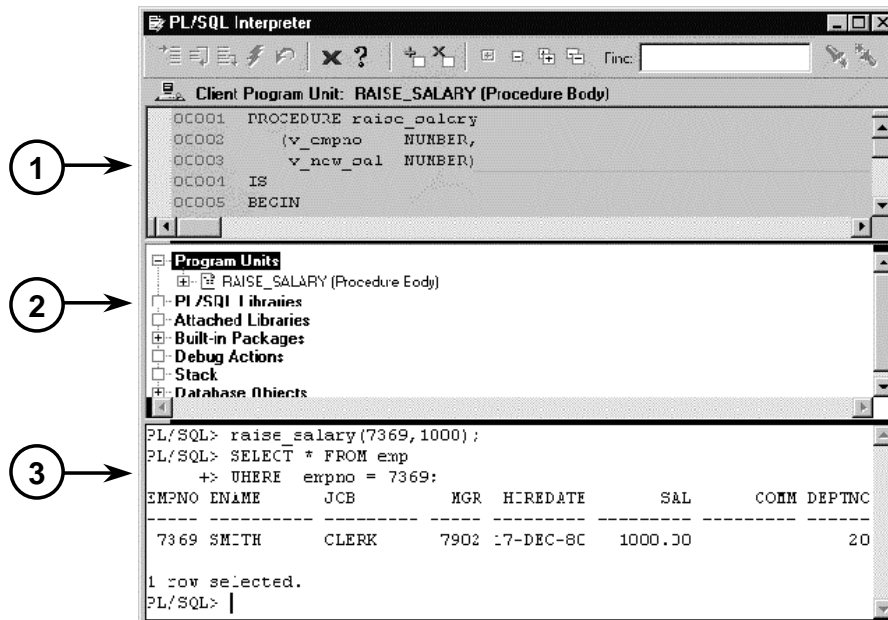 PL/SQL Interpreter
Find:
Client Program Unit: RAISE_SALARY (Procedure Body)
00001 PROCEDURE raise_salary
00002 (v_empno NUMBER,
00003 v_new_sal NUMBER)
00004 IS
00005 BEGIN
1
Program Units
RAISE_SALARY (Procedure Body)
PL/SQL Libraries
Attached Libraries
Built-in Packages
Debug Actions
Stack
Database Objects
2
PL/SQL> raise_salary(7369,1000);
PL/SQL> SELECT * FROM emp
+> WHERE empno = 7369;
EMPNO ENAME JOB MGR HIREDATE SAL COMM DEPTNO
----- ---------- --------- ----- --------- --------- --------- ------
7369 SMITH CLERK 7902 17-DEC-80 1000.00 20
1 row selected.
PL/SQL>
3